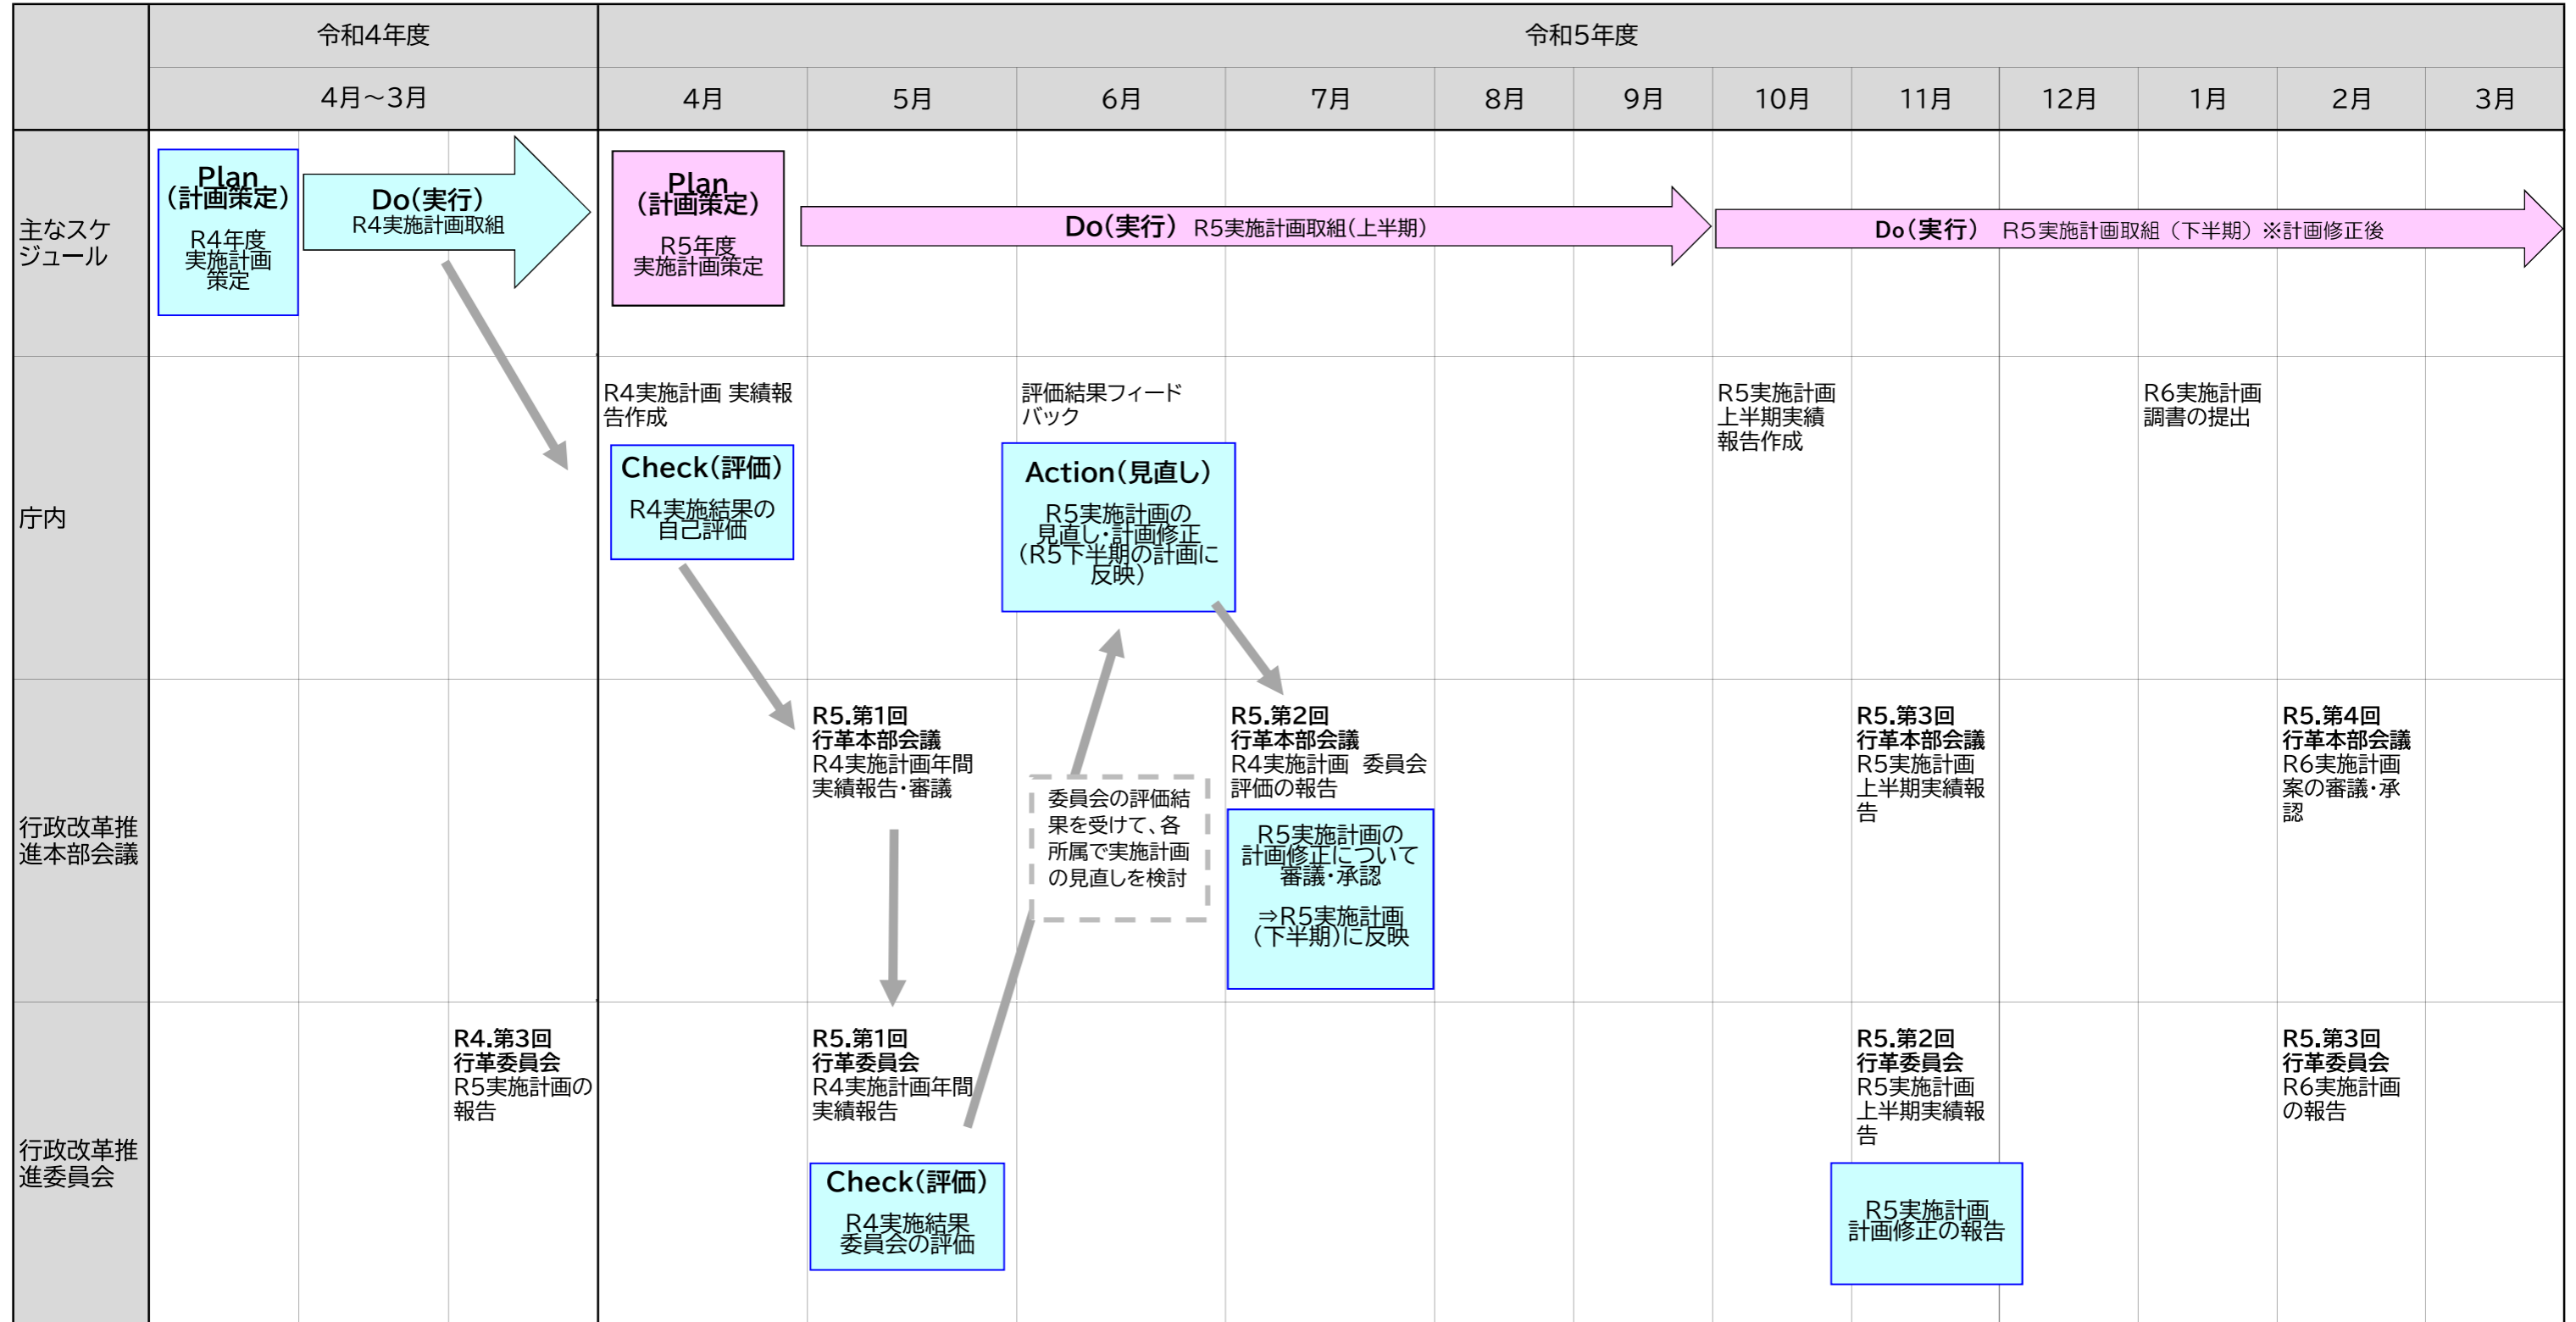 令和4年度
令和5年度
4月～3月
4月
5月
6月
7月
8月
9月
10月
11月
12月
1月
2月
3月
主なスケ
ジュール
Plan
（計画策定）
R4年度
実施計画
策定
Do（実行）
R4実施計画取組
Plan
（計画策定）
R5年度
実施計画策定
Do（実行） R5実施計画取組（上半期）
Do（実行） R5実施計画取組（下半期）※計画修正後
庁内
R4実施計画 実績報
告作成
Check（評価）
R4実施結果の
自己評価
評価結果フィード
バック
Action（見直し）
R5実施計画の
見直し・計画修正
（R5下半期の計画に
反映）
R5実施計画
上半期実績
報告作成
R6実施計画
調書の提出
行政改革推
進本部会議
R5.第1回
行革本部会議
R4実施計画年間
実績報告・審議
委員会の評価結
果を受けて、各
所属で実施計画
の見直しを検討
R5.第2回
行革本部会議
R4実施計画 委員会
評価の報告
R5実施計画の
計画修正について
審議・承認
⇒R5実施計画
（下半期）に反映
R5.第3回
行革本部会議
R5実施計画
上半期実績報
告
R5.第4回
行革本部会議
R6実施計画
案の審議・承
認
行政改革推
進委員会
R4.第3回
行革委員会
R5実施計画の
報告
R5.第1回
行革委員会
R4実施計画年間
実績報告
Check（評価）
R4実施結果
委員会の評価
R5.第2回
行革委員会
R5実施計画
上半期実績報
告
R5実施計画
計画修正の報告
R5.第3回
行革委員会
R6実施計画
の報告